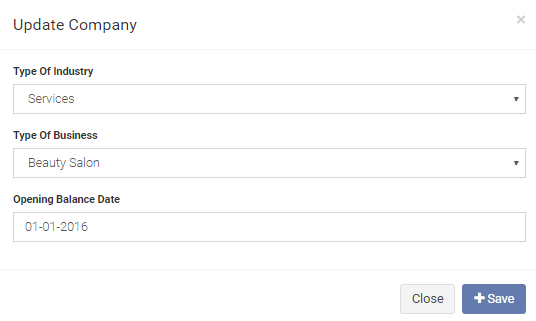 Update Company
×
Type Of Industry
Services
Type Of Business
Beauty Salon
Opening Balance Date
01-01-2016
Close
+ Save